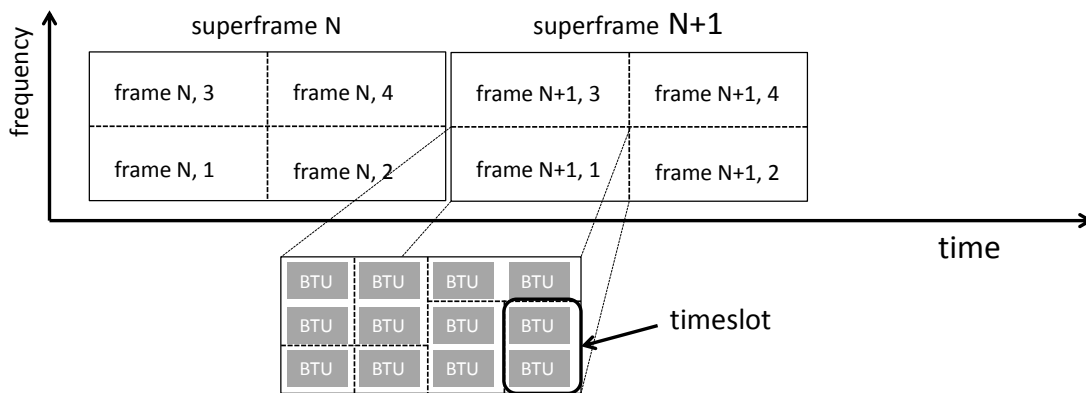 superframe N
superframe N+1
frequency
frame N, 3
frame N, 4
frame N+1, 3
frame N+1, 4
frame N, 1
frame N, 2
frame N+1, 1
frame N+1, 2
time
BTU BTU BTU BTU
BTU BTU BTU BTU
timeslot
BTU BTU BTU BTU